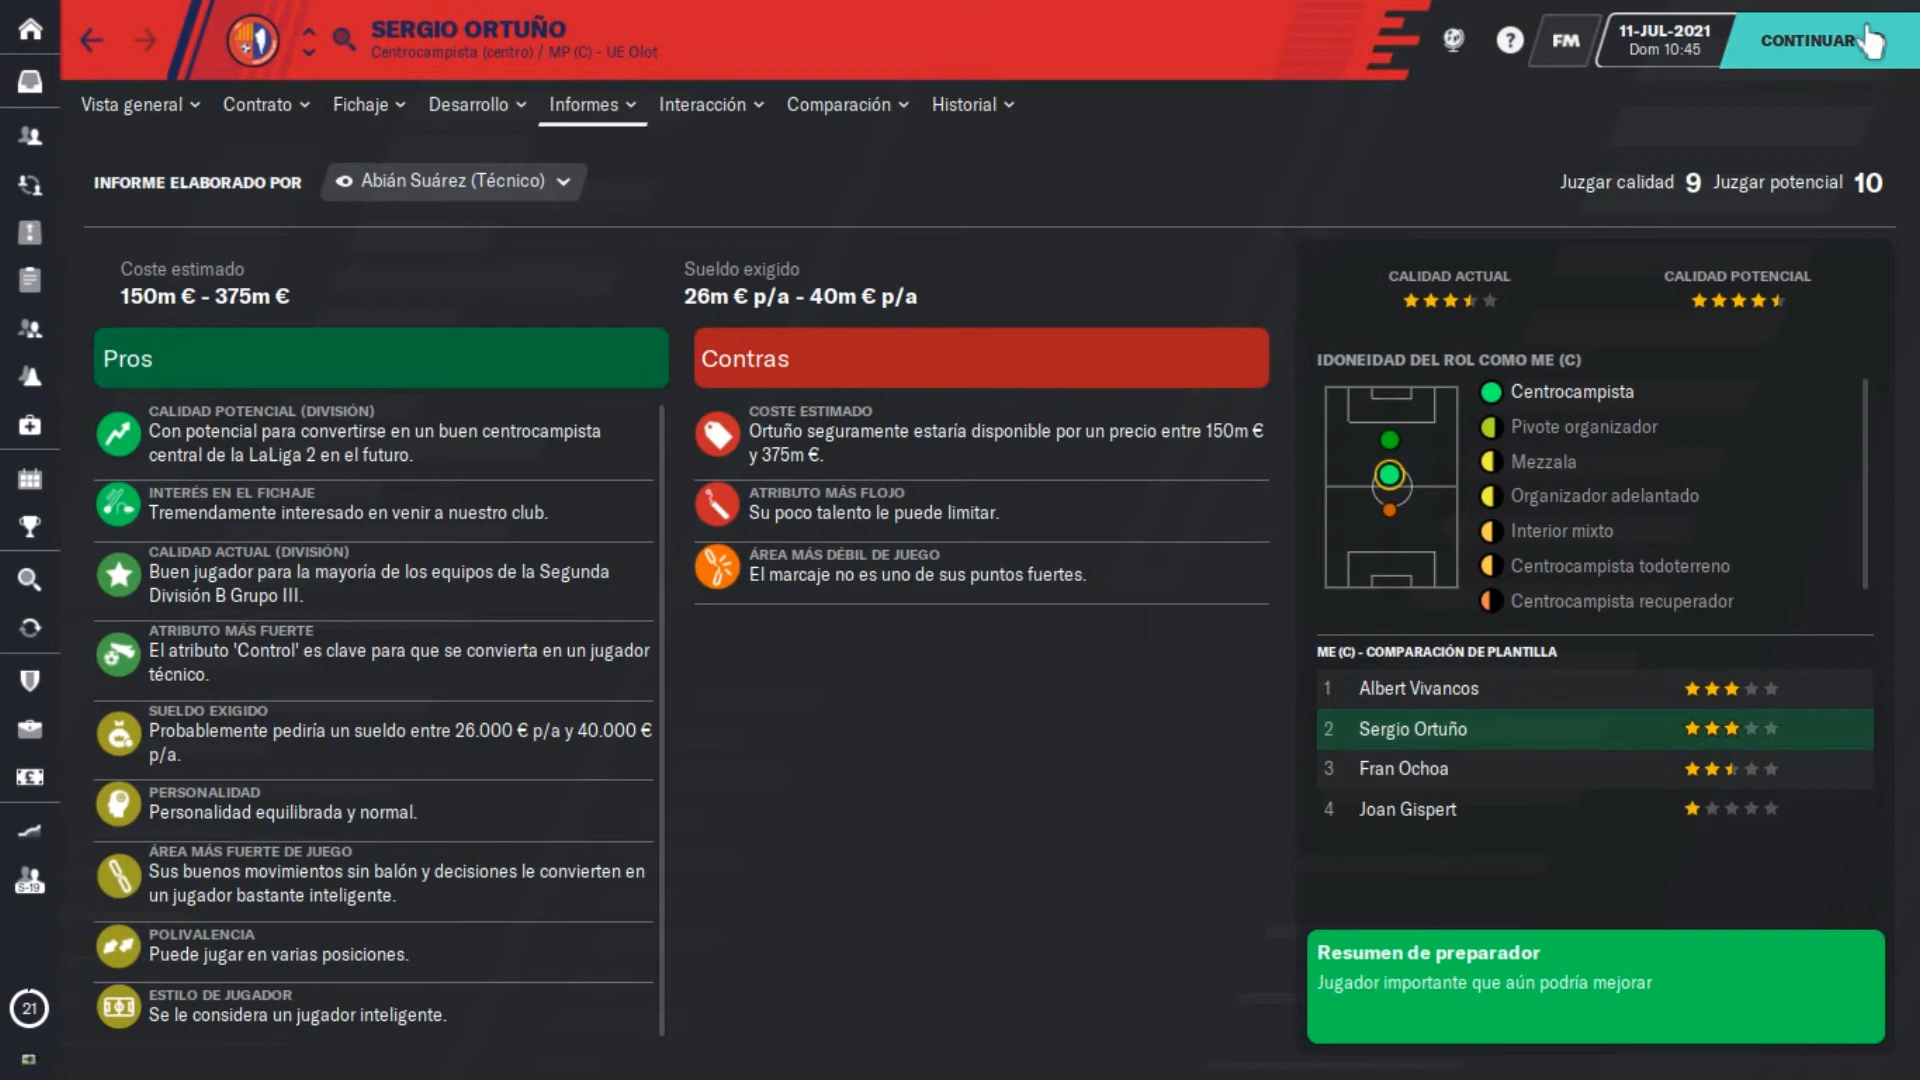 SERGIO ORTUÑO
Centrocampista (centro) / MP (C) - UE Olot
FM
11-JUL-2021
Dom 10:45
CONTINUAR
Vista general
Contrato
Fichaje
Desarrollo
Informes
Interacción
Comparación
Historial
INFORME ELABORADO POR
Abián Suárez (Técnico)
Juzgar calidad 9 Juzgar potencial 10
Coste estimado
150m € - 375m €
Sueldo exigido
26m € p/a - 40m € p/a
Pros
CALIDAD POTENCIAL (DIVISIÓN)
Con potencial para convertirse en un buen centrocampista
central de la LaLiga 2 en el futuro.
INTERÉS EN EL FICHAJE
Tremendamente interesado en venir a nuestro club.
CALIDAD ACTUAL (DIVISIÓN)
Buen jugador para la mayoría de los equipos de la Segunda
División B Grupo III.
ATRIBUTO MÁS FUERTE
El atributo 'Control' es clave para que se convierta en un jugador
técnico.
SUELDO EXIGIDO
Probablemente pediría un sueldo entre 26.000 € p/a y 40.000 €
p/a.
PERSONALIDAD
Personalidad equilibrada y normal.
ÁREA MÁS FUERTE DE JUEGO
Sus buenos movimientos sin balón y decisiones le convierten en
un jugador bastante inteligente.
POLIVALENCIA
Puede jugar en varias posiciones.
ESTILO DE JUGADOR
Se le considera un jugador inteligente.
Contras
COSTE ESTIMADO
Ortuño seguramente estaría disponible por un precio entre 150m €
y 375m €.
ATRIBUTO MÁS FLOJO
Su poco talento le puede limitar.
ÁREA MÁS DÉBIL DE JUEGO
El marcaje no es uno de sus puntos fuertes.
CALIDAD ACTUAL
CALIDAD POTENCIAL
IDONEIDAD DEL ROL COMO ME (C)
Centrocampista
Pivote organizador
Mezzala
Organizador adelantado
Interior mixto
Centrocampista todoterreno
Centrocampista recuperador
ME (C) - COMPARACIÓN DE PLANTILLA
1 Albert Vivancos
2 Sergio Ortuño
3 Fran Ochoa
4 Joan Gispert
Resumen de preparador
Jugador importante que aún podría mejorar
S-19
21